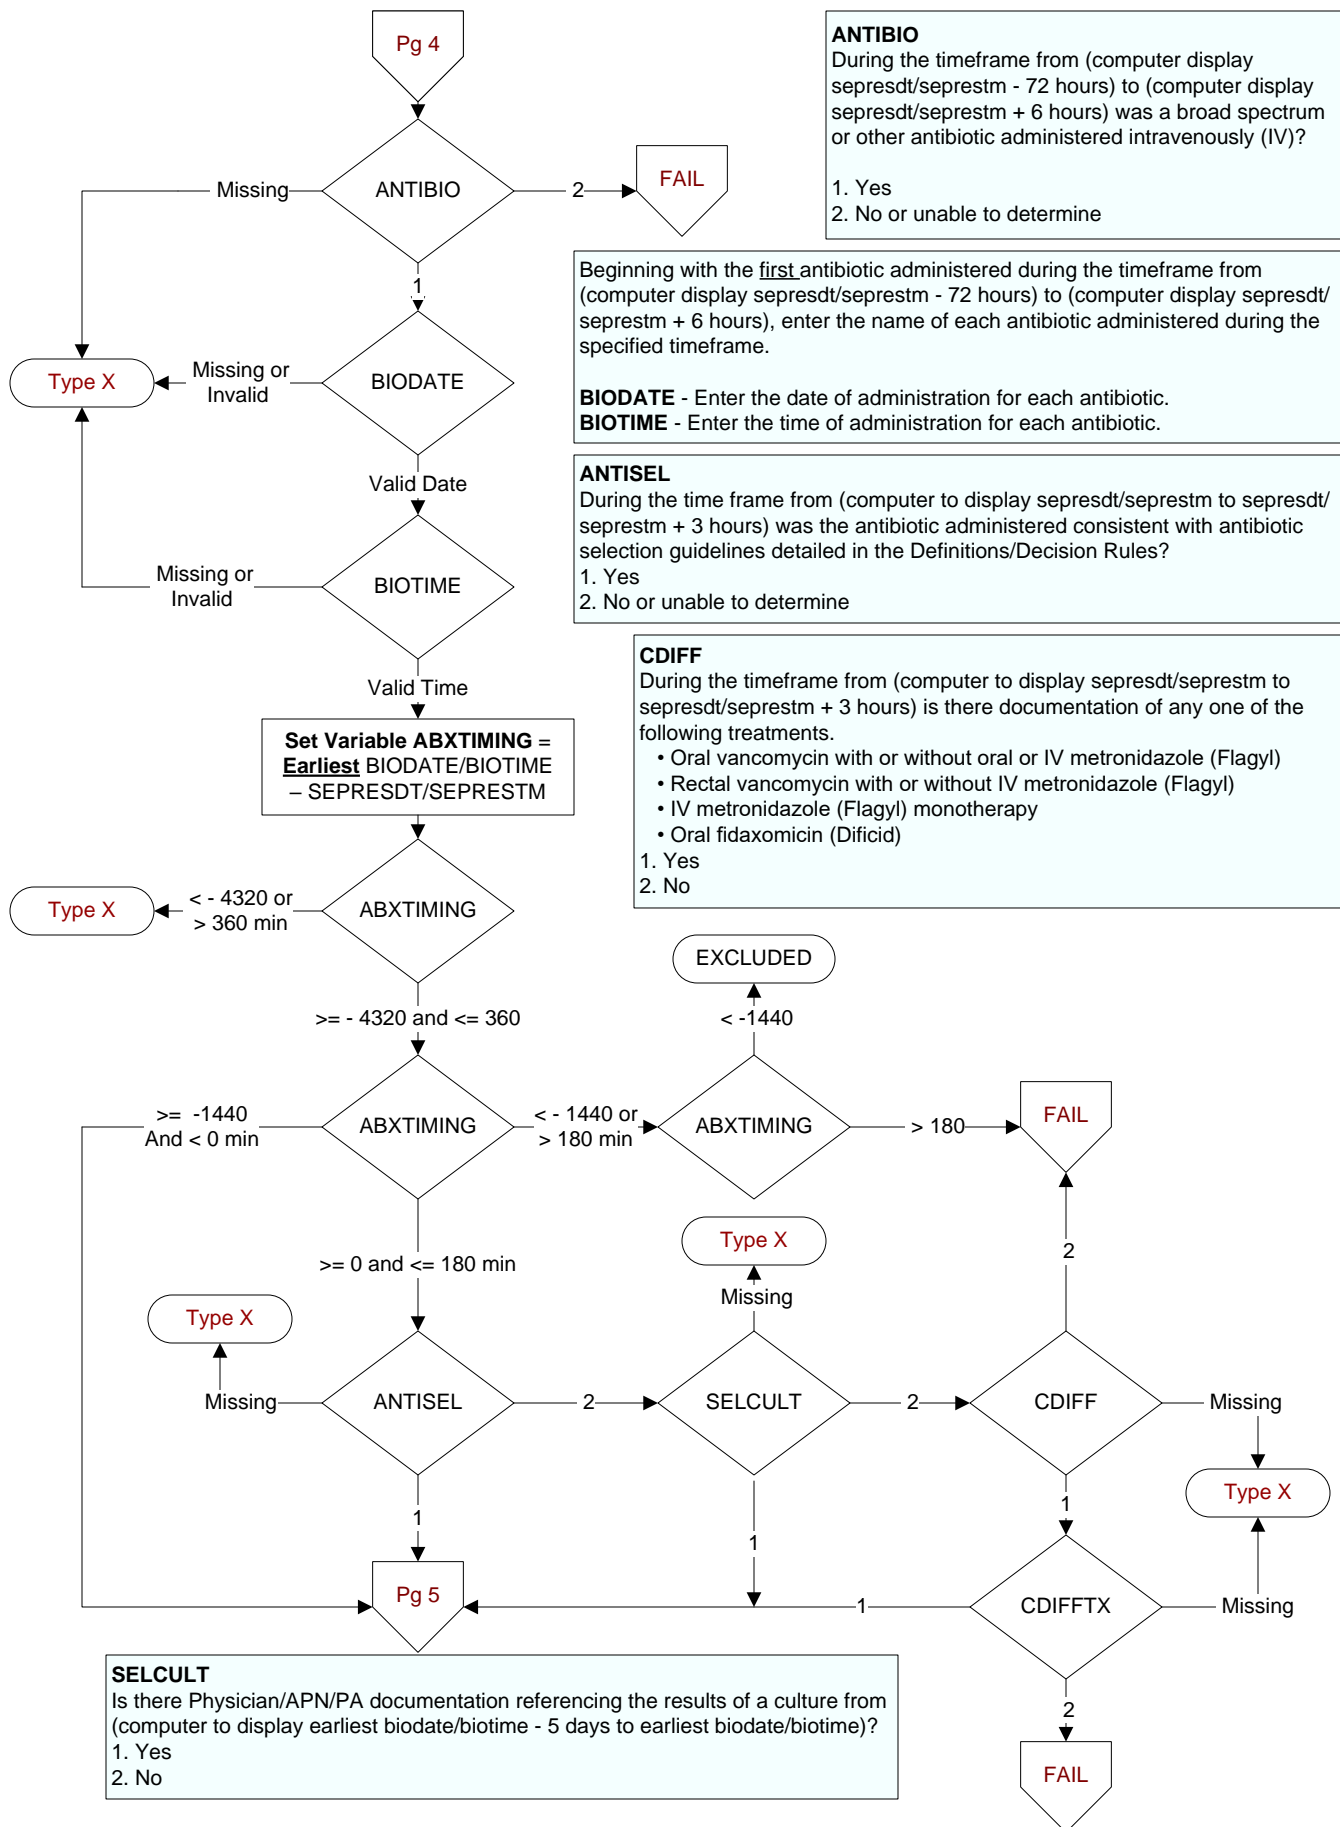 Pg 4
ANTIBIO
During the timeframe from (computer display
sepresdt/seprestm - 72 hours) to (computer display
sepresdt/seprestm + 6 hours) was a broad spectrum
or other antibiotic administered intravenously (IV)?
1. Yes
2. No or unable to determine
Missing
ANTIBIO
2
FAIL
1
Beginning with the first antibiotic administered during the timeframe from
(computer display sepresdt/seprestm - 72 hours) to (computer display sepresdt/
seprestm + 6 hours), enter the name of each antibiotic administered during the
specified timeframe.
BIODATE - Enter the date of administration for each antibiotic.
BIOTIME - Enter the time of administration for each antibiotic.
Type X
Missing or
Invalid
BIODATE
Valid Date
ANTISEL
During the time frame from (computer to display sepresdt/seprestm to sepresdt/
seprestm + 3 hours) was the antibiotic administered consistent with antibiotic
selection guidelines detailed in the Definitions/Decision Rules?
1. Yes
2. No or unable to determine
Missing or
Invalid
BIOTIME
Valid Time
CDIFF
During the timeframe from (computer to display sepresdt/seprestm to
sepresdt/seprestm + 3 hours) is there documentation of any one of the
following treatments.
• Oral vancomycin with or without oral or IV metronidazole (Flagyl)
• Rectal vancomycin with or without IV metronidazole (Flagyl)
• IV metronidazole (Flagyl) monotherapy
• Oral fidaxomicin (Dificid)
1. Yes
2. No
Set Variable ABXTIMING =
Earliest BIODATE/BIOTIME
– SEPRESDT/SEPRESTM
Type X
< - 4320 or
> 360 min
ABXTIMING
EXCLUDED
>= - 4320 and <= 360
< -1440
>= -1440
And < 0 min
ABXTIMING
< - 1440 or
> 180 min
ABXTIMING
> 180
FAIL
>= 0 and <= 180 min
Type X
2
Missing
Type X
Missing
ANTISEL
2
SELCULT
2
CDIFF
Missing
Type X
1
1
1
Pg 5
1
CDIFFTX
Missing
SELCULT
Is there Physician/APN/PA documentation referencing the results of a culture from
(computer to display earliest biodate/biotime - 5 days to earliest biodate/biotime)?
1. Yes
2. No
2
FAIL